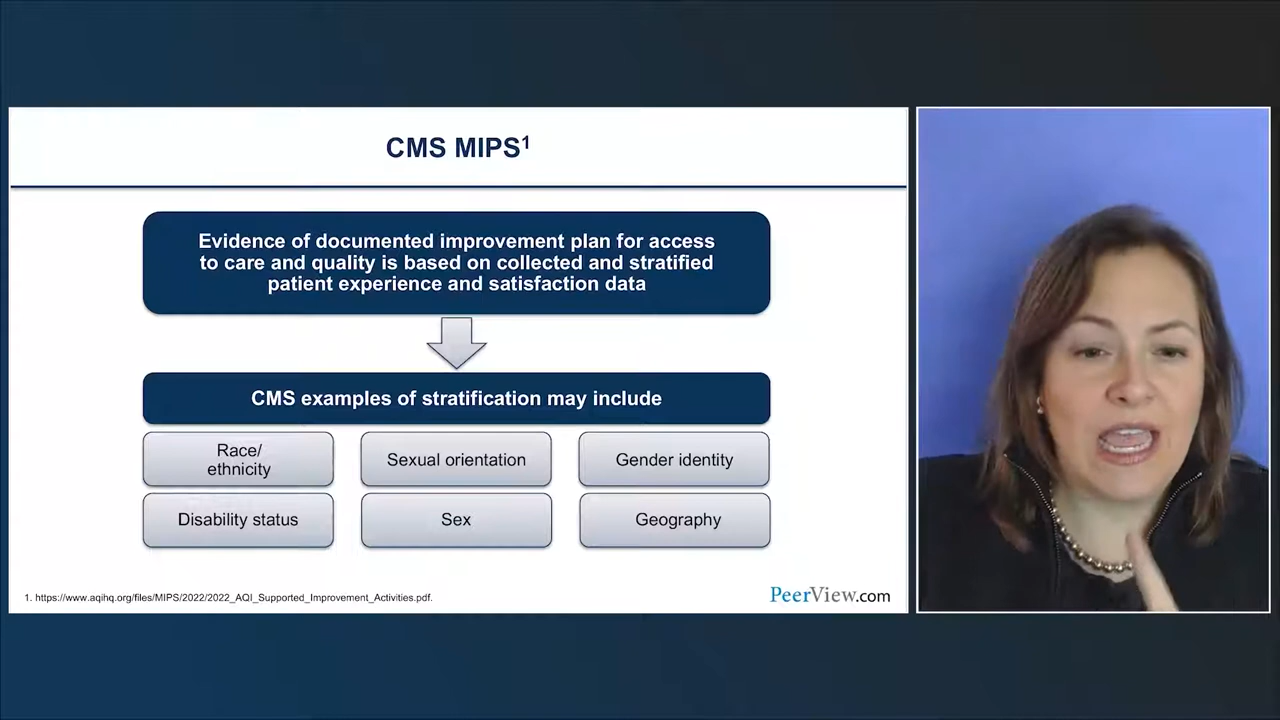 CMS MIPS¹
Evidence of documented improvement plan for access
to care and quality is based on collected and stratified
patient experience and satisfaction data
CMS examples of stratification may include
Race/
ethnicity
Sexual orientation
Gender identity
Disability status
Sex
Geography
1. https://www.aqihq.org/files/MIPS/2022/2022_AQI_Supported_Improvement_Activities.pdf.
PeerView.com